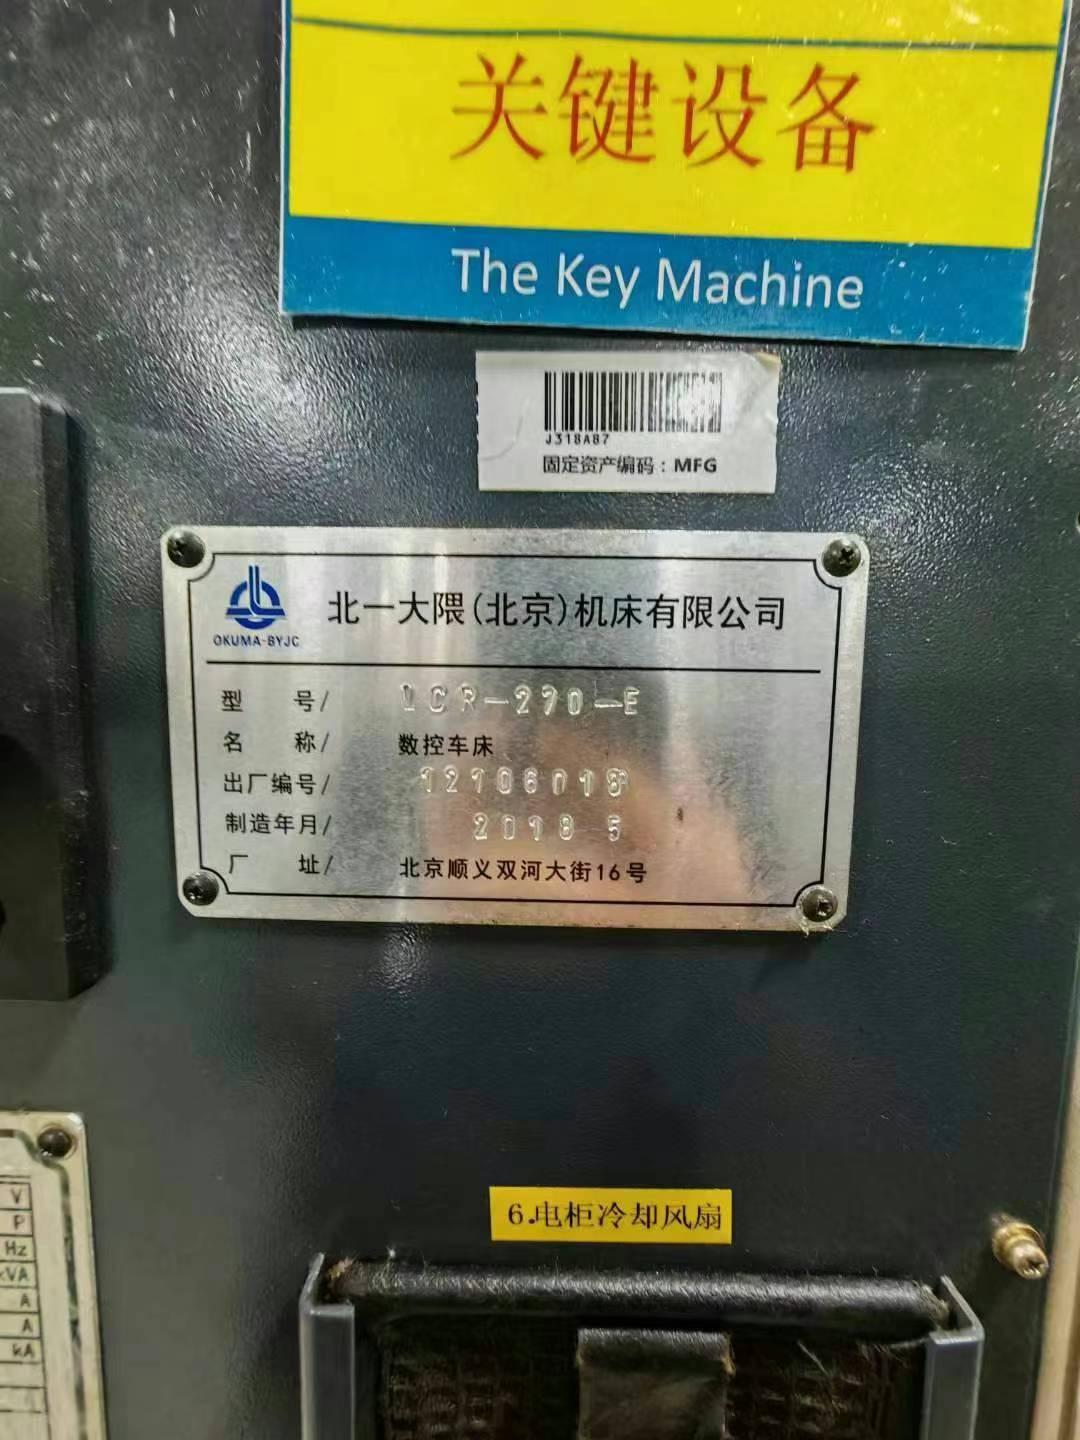 关键设备
The Key Machine
J318A87
固定资产编码：MFG
OKUMA-BYJC
北一大隈(北京)机床有限公司
型 号/ LCR-270-E
名 称/ 数控车床
出厂编号/ 12106018
制造年月/ 2018 5
厂 址/ 北京顺义双河大街16号
V
P
Hz
kVA
A
A
kA
6.电柜冷却风扇